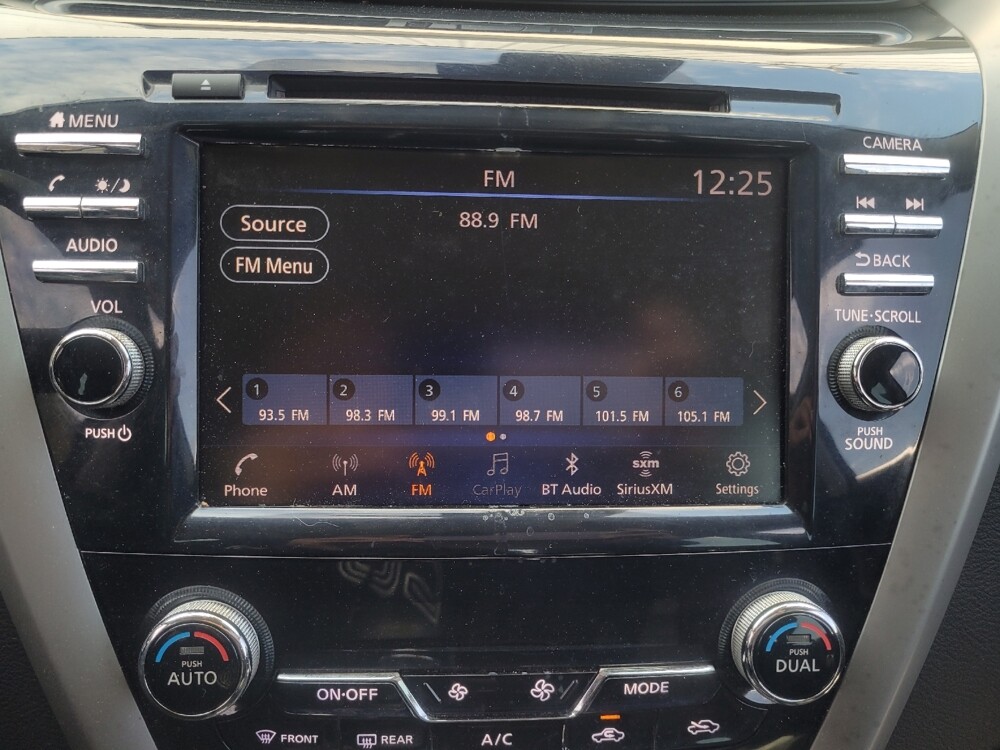 MENU
AUDIO
VOL
PUSH
FM
12:25
Source
88.9 FM
FM Menu
1
2
3
4
5
6
93.5 FM
98.3 FM
99.1 FM
98.7 FM
101.5 FM
105.1 FM
Phone
AM
FM
CarPlay
BT Audio
sxm
SiriusXM
Settings
CAMERA
BACK
TUNE·SCROLL
PUSH
SOUND
PUSH
AUTO
ON·OFF
MODE
PUSH
DUAL
FRONT
REAR
A/C